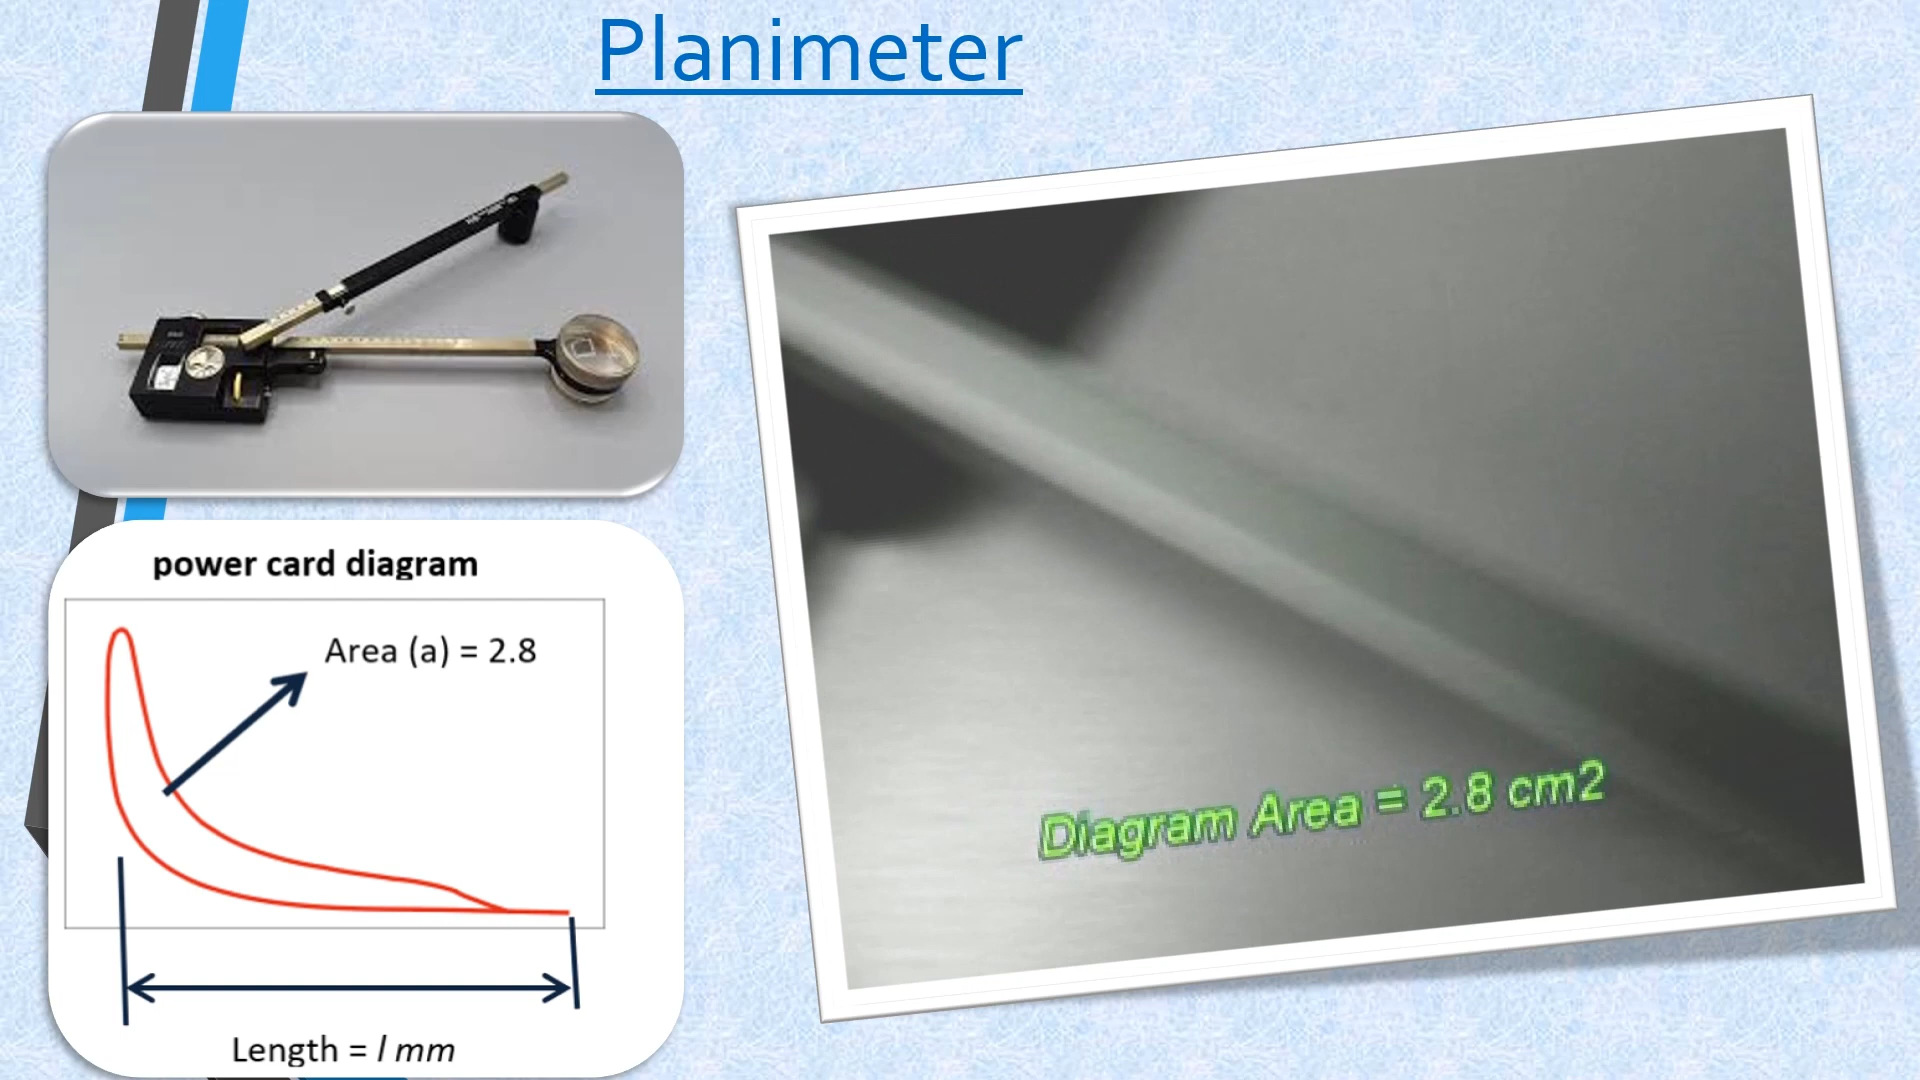 Planimeter
power card diagram
Area (a) = 2.8
Length = l mm
Diagram Area = 2.8 cm2